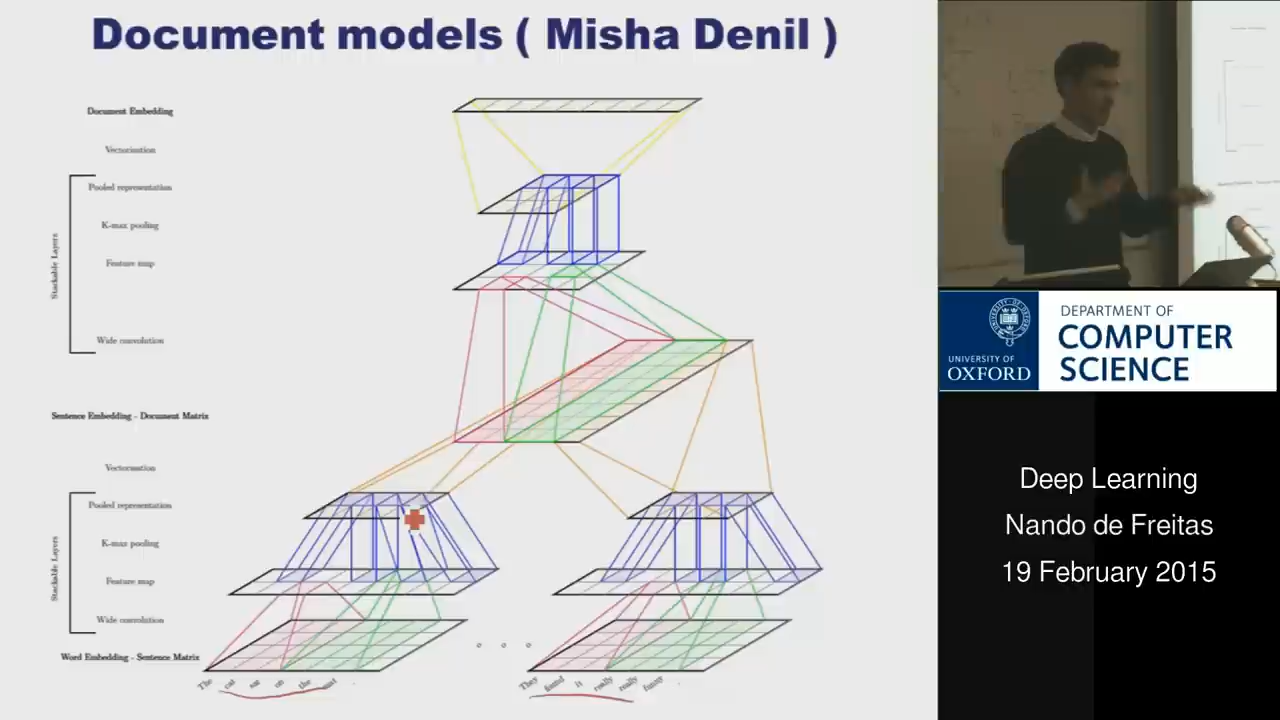 Document models ( Misha Denil )
Document Embedding
Vectorisation
Pooled representation
K-max pooling
Feature map
Wide convolution
Stackable Layers
Sentence Embedding - Document Matrix
Vectorisation
Pooled representation
K-max pooling
Feature map
Wide convolution
Stackable Layers
Word Embedding - Sentence Matrix
The cat sat on the mat .
. . .
They found it really really funny .
UNIVERSITY OF
OXFORD
DEPARTMENT OF
COMPUTER
SCIENCE
Deep Learning
Nando de Freitas
19 February 2015